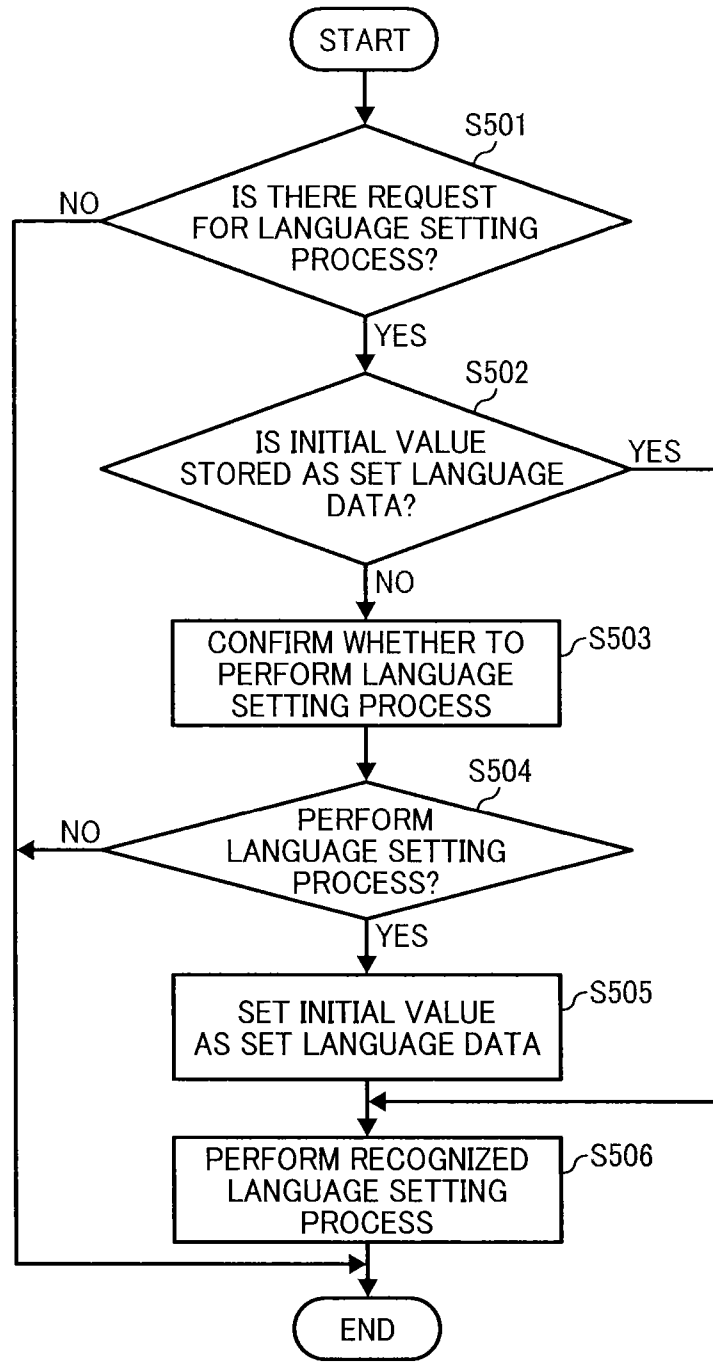 START
S501
IS THERE REQUEST
FOR LANGUAGE SETTING
PROCESS?
NO
YES
S502
IS INITIAL VALUE
STORED AS SET LANGUAGE
DATA?
YES
NO
CONFIRM WHETHER TO
PERFORM LANGUAGE
SETTING PROCESS
S503
S504
PERFORM
LANGUAGE SETTING
PROCESS?
NO
YES
SET INITIAL VALUE
AS SET LANGUAGE DATA
S505
PERFORM RECOGNIZED
LANGUAGE SETTING
PROCESS
S506
END